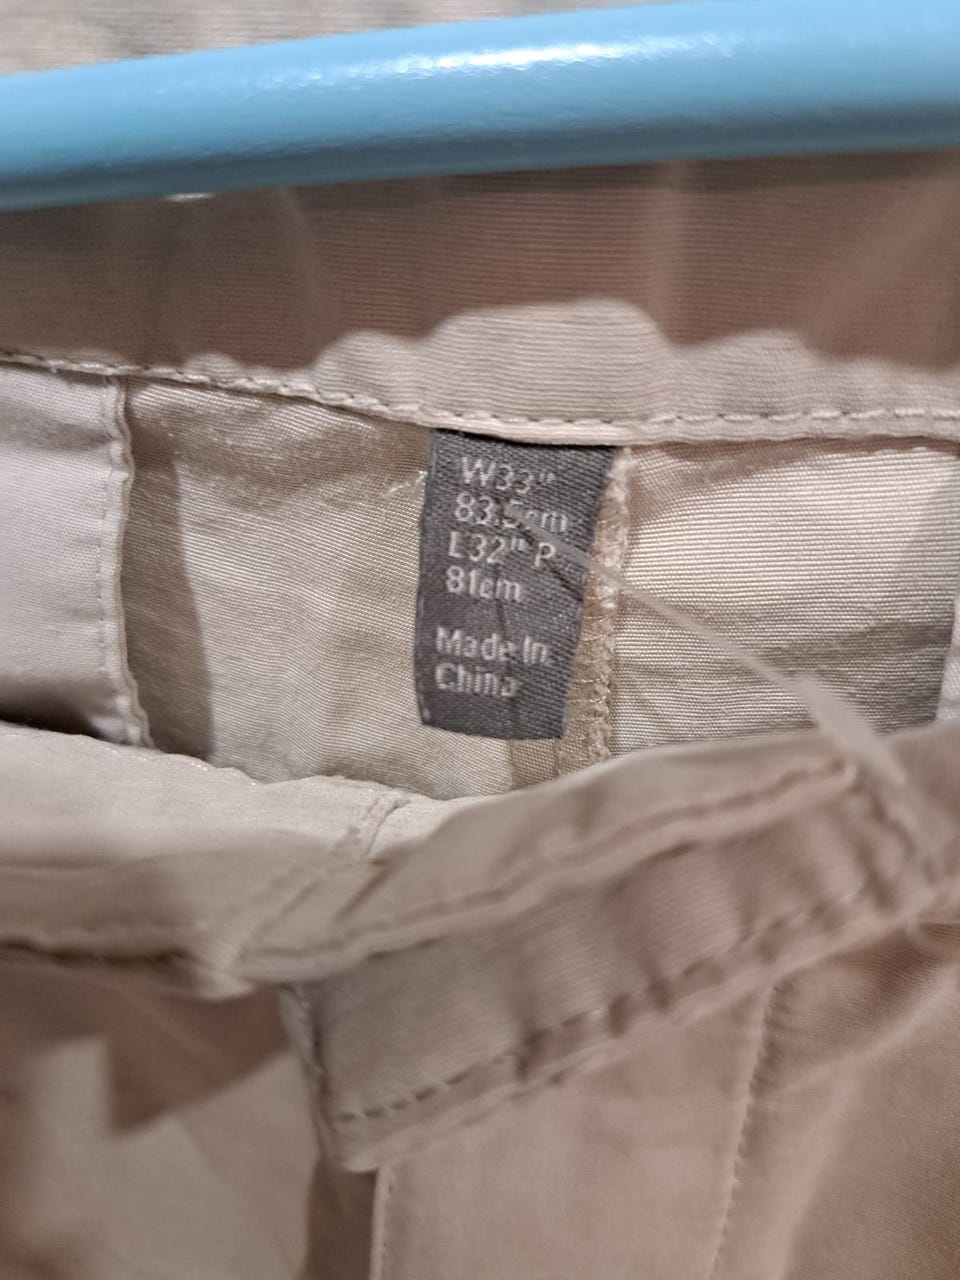 W33"
83.5cm
L32" R
81cm
Made In
China